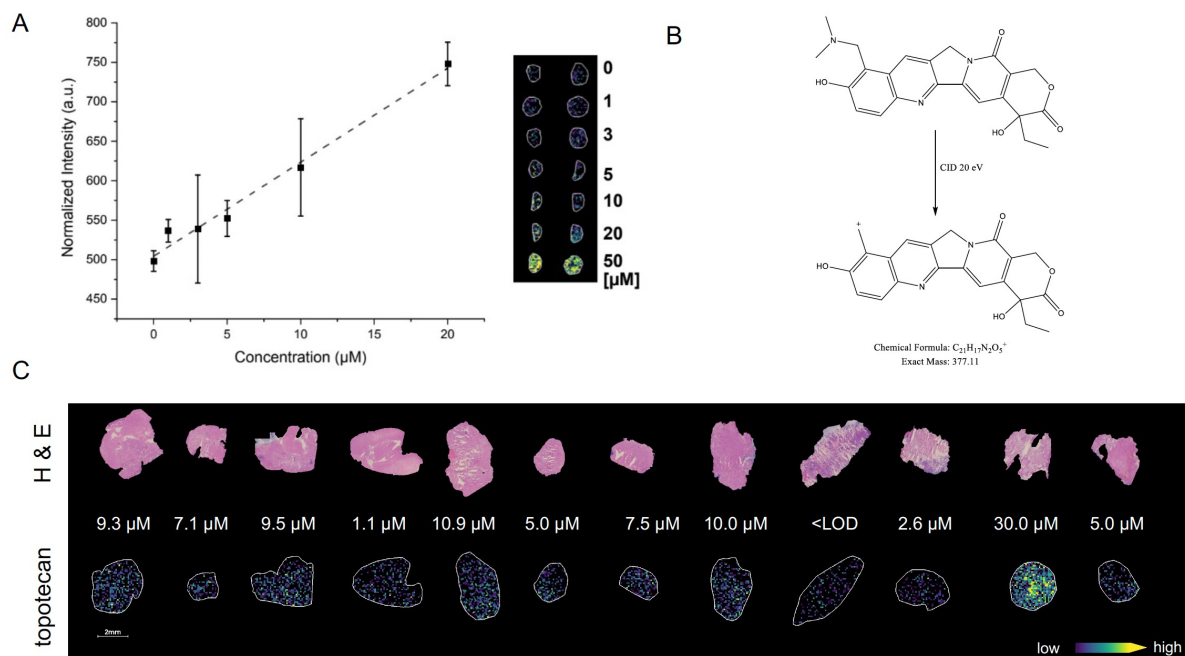 A
Normalized Intensity (a.u.)
800
750
700
650
600
550
500
450
0
5
10
20
Concentration (µM)
0
1
3
5
10
20
50
[µM]
B
N
HO
N
N
O
O
O
HO
CID 20 eV
+
HO
N
N
O
O
O
HO
Chemical Formula: C₂₁H₁₇N₂O₅⁺
Exact Mass: 377.11
C
H & E
9.3 µM 7.1 µM 9.5 µM 1.1 µM 10.9 µM 5.0 µM 7.5 µM 10.0 µM <LOD 2.6 µM 30.0 µM 5.0 µM
topotecan
2mm
low high